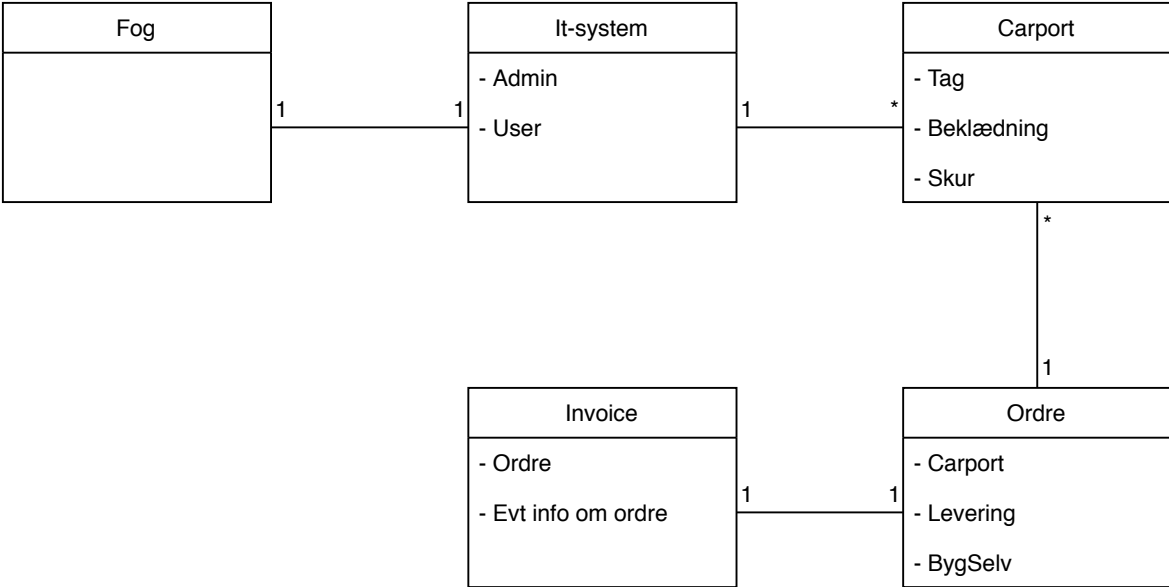 Fog
1
1
It-system
- Admin
- User
1
*
Carport
- Tag
- Beklædning
- Skur
*
1
Ordre
- Carport
- Levering
- BygSelv
1
1
Invoice
- Ordre
- Evt info om ordre